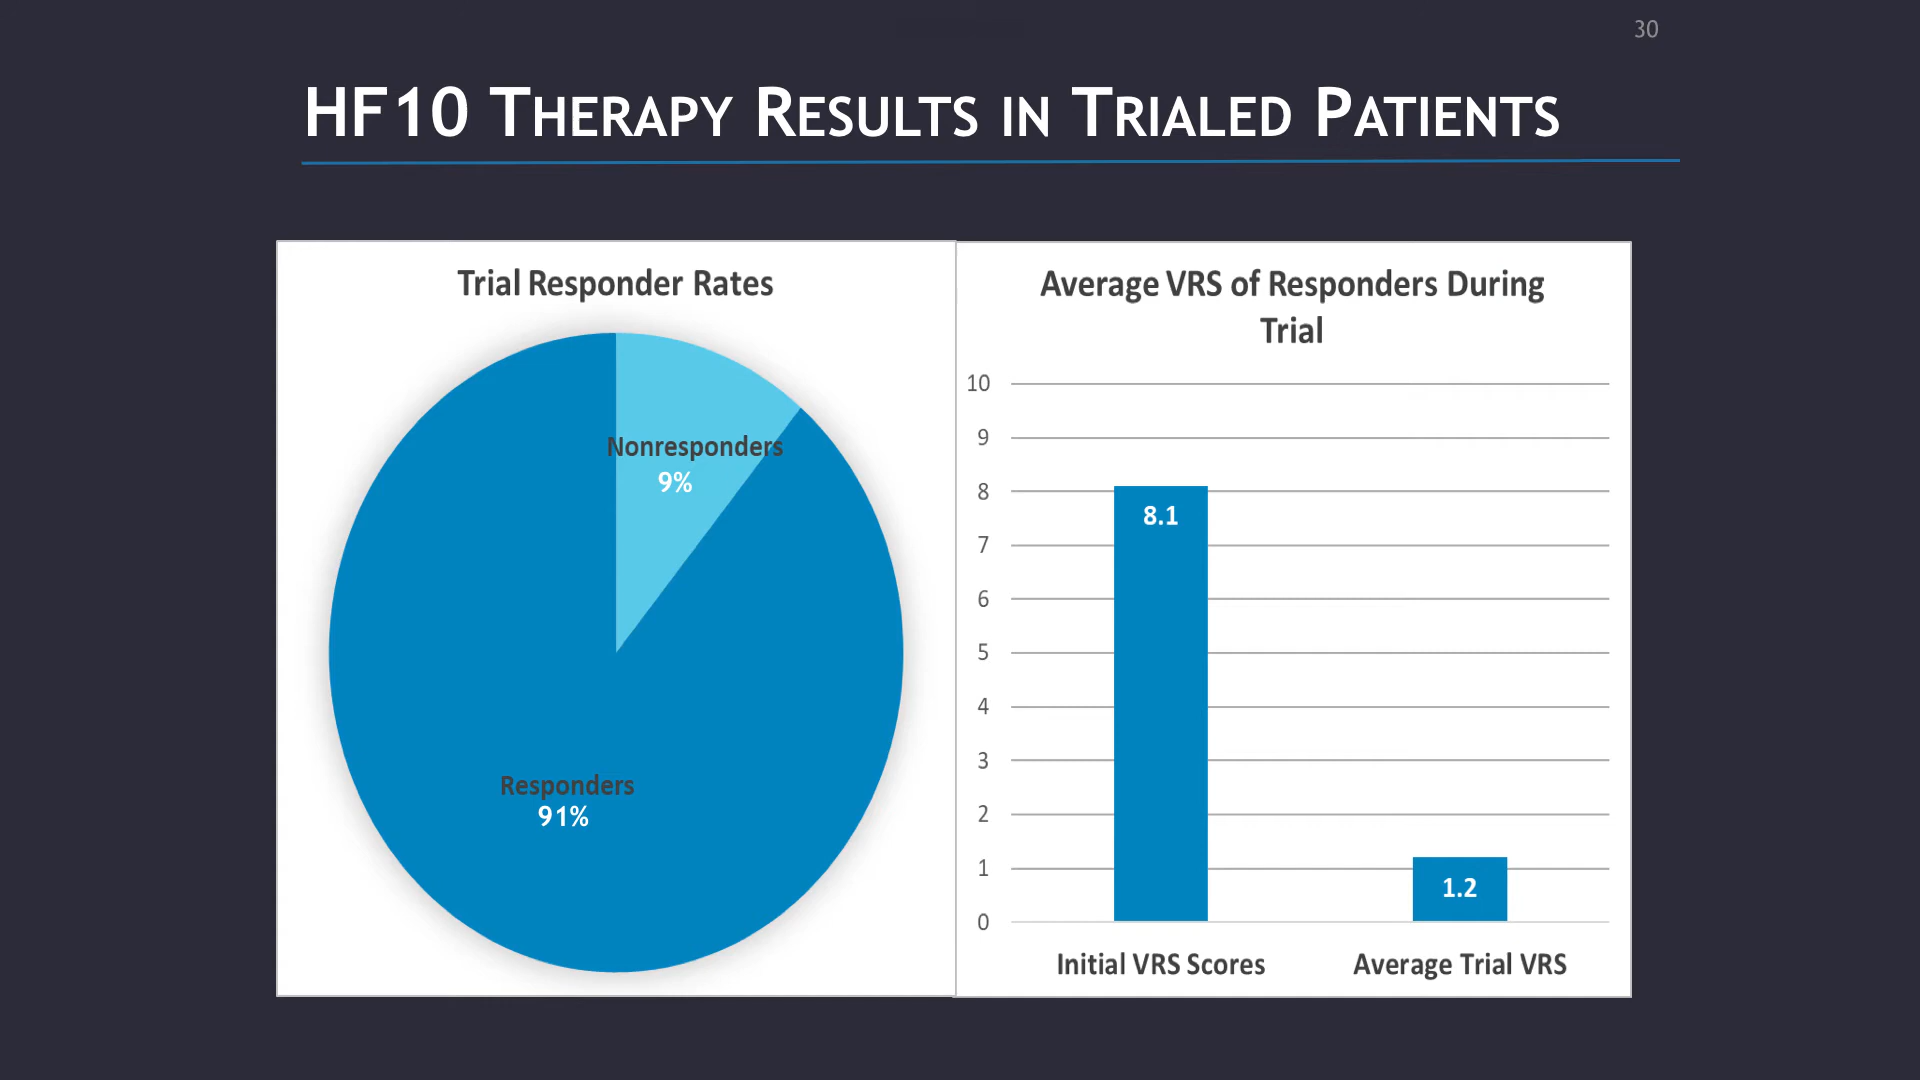 30
HF10 THERAPY RESULTS IN TRIALED PATIENTS
Trial Responder Rates
Nonresponders
9%
Responders
91%
Average VRS of Responders During
Trial
10
9
8
7
6
5
4
3
2
1
0
8.1
1.2
Initial VRS Scores
Average Trial VRS